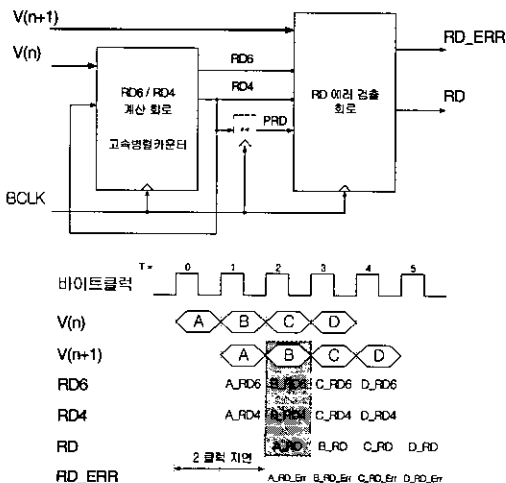 V(n+1)
V(n)
RD6 / RD4
계산 회로
고속병렬카운터
RD6
RD4
PRD
RD 에러 검출
회로
RD_ERR
RD
BCLK
T=
0 1 2 3 4 5
바이트클럭
V(n) A B C D
V(n+1) A B C D
RD6 A_RD6 B_RD6 C_RD6 D_RD6
RD4 A_RD4 B_RD4 C_RD4 D_RD4
RD A_RD B_RD C_RD D_RD
2 클럭 지연
RD_ERR A_RD_Err B_RD_Err C_RD_Err D_RD_Err